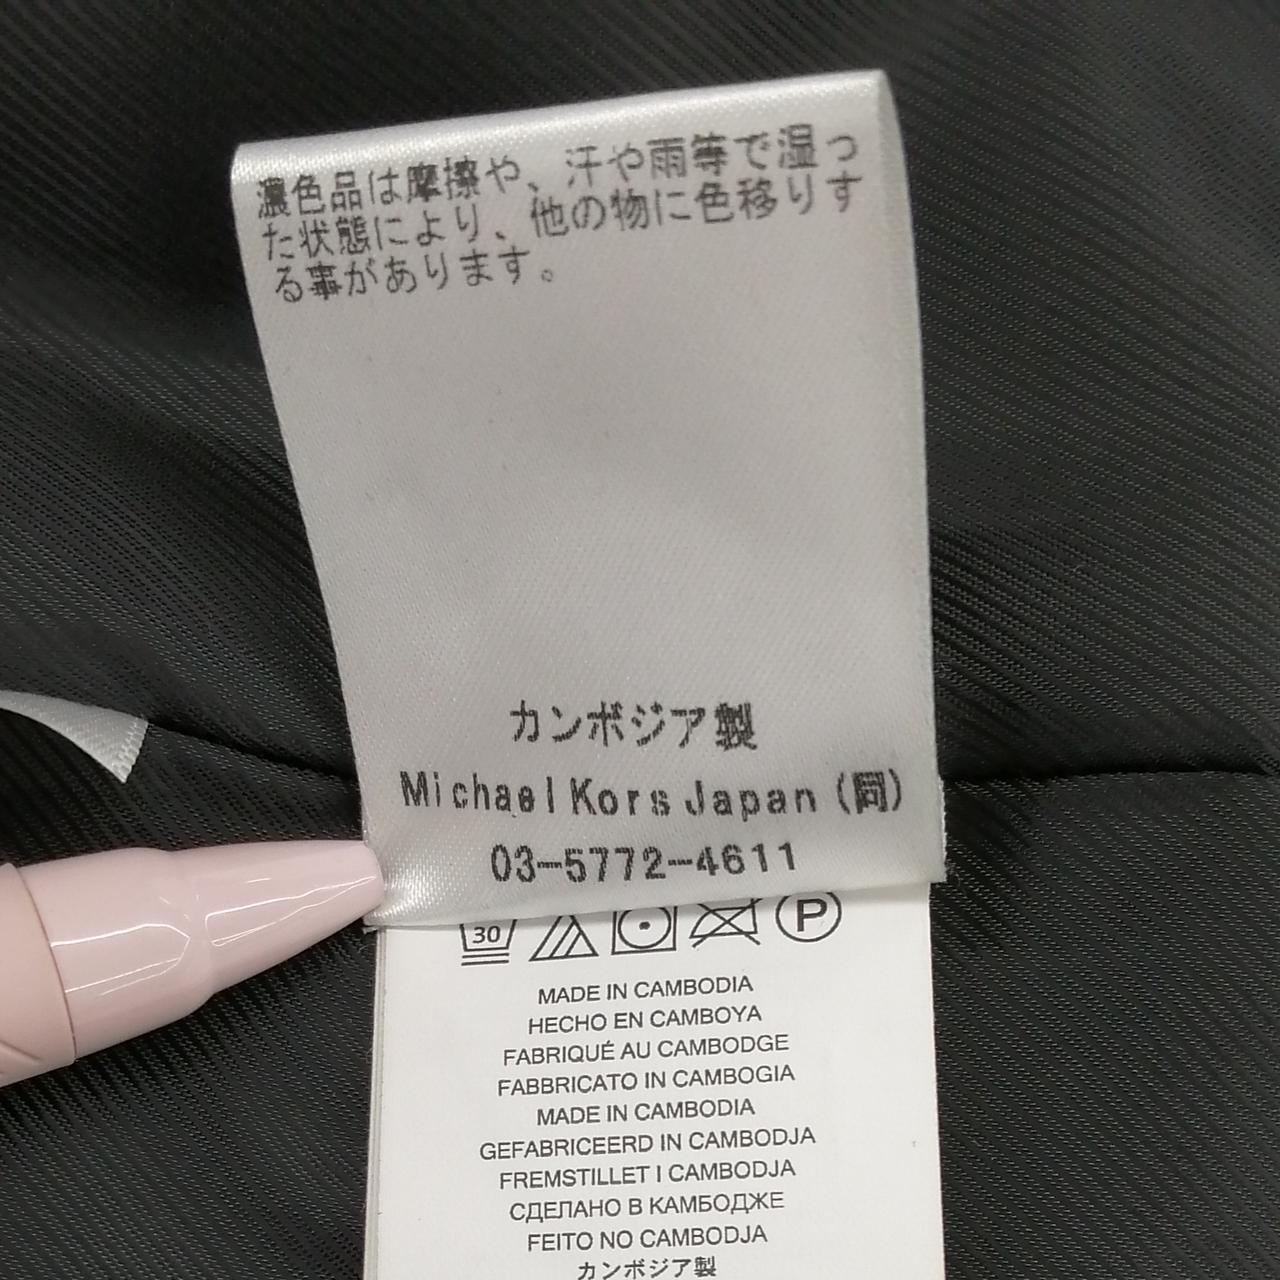 濃色品は摩擦や、汗や雨等で湿っ
た状態により、他の物に色移りす
る事があります。
カンボジア製
Michael Kors Japan (同)
03-5772-4611
30 P
MADE IN CAMBODIA
HECHO EN CAMBOYA
FABRIQUÉ AU CAMBODGE
FABBRICATO IN CAMBOGIA
MADE IN CAMBODIA
GEFABRICEERD IN CAMBODJA
FREMSTILLET I CAMBODJA
СДЕЛАНО В КАМБОДЖЕ
FEITO NO CAMBODJA
カンボジア製